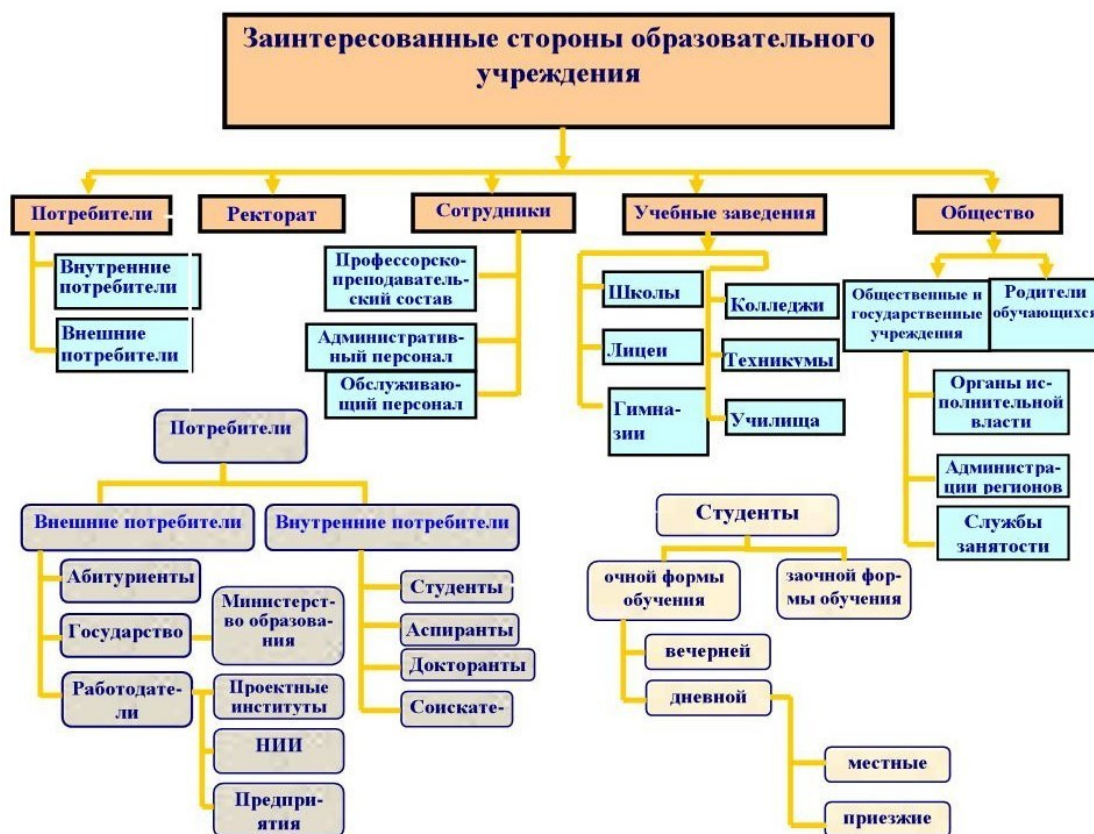 Заинтересованные стороны образовательного
учреждения
Потребители
Ректорат
Сотрудники
Учебные заведения
Общество
Внутренние
потребители
Внешние
потребители
Профессорско-
преподаватель-
ский состав
Административ-
ный персонал
Обслуживаю-
щий персонал
Школы
Лицеи
Гимна-
зии
Колледжи
Техникумы
Училища
Общественные и
государственные
учреждения
Родители
обучающихся
Органы ис-
полнительной
власти
Администра-
ции регионов
Службы
занятости
Потребители
Внешние потребители
Внутренние потребители
Абитуриенты
Государство
Работодате-
ли
Министерст-
во образова-
ния
Проектные
институты
НИИ
Предпри-
ятия
Студенты
Аспиранты
Докторанты
Соискате-
Студенты
очной формы
обучения
заочной фор-
мы обучения
вечерней
дневной
местные
приезжие